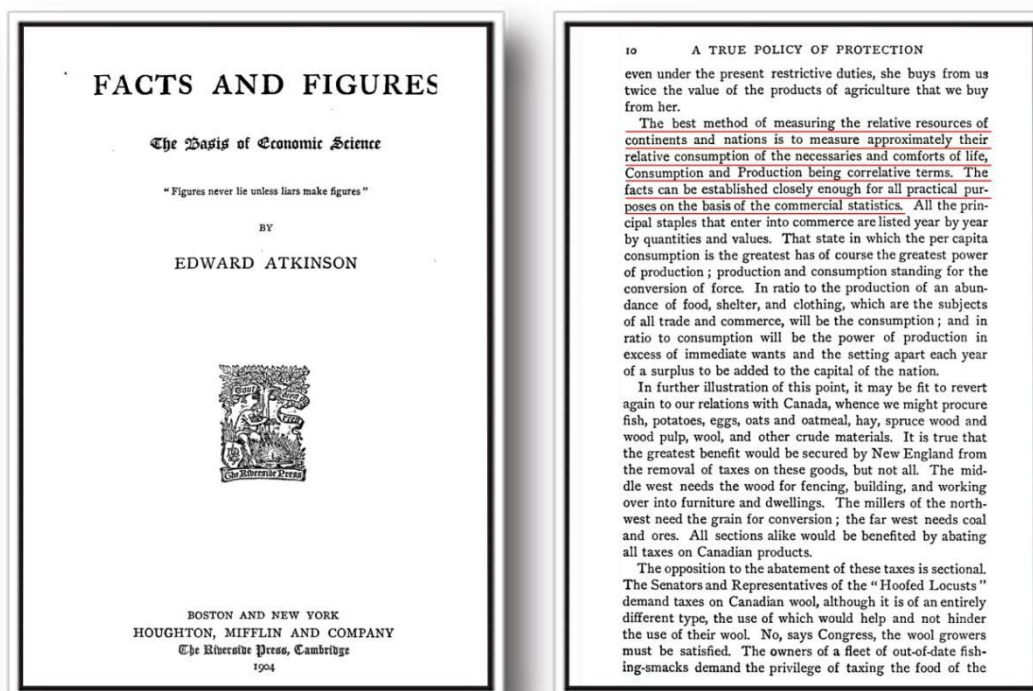 FACTS AND FIGURES
The Basis of Economic Science
"Figures never lie unless liars make figures"
BY
EDWARD ATKINSON
Tout bien ou rien
The Riverside Press
BOSTON AND NEW YORK
HOUGHTON, MIFFLIN AND COMPANY
The Riverside Press, Cambridge
1904
10 A TRUE POLICY OF PROTECTION
even under the present restrictive duties, she buys from us
twice the value of the products of agriculture that we buy
from her.
The best method of measuring the relative resources of
continents and nations is to measure approximately their
relative consumption of the necessaries and comforts of life,
Consumption and Production being correlative terms. The
facts can be established closely enough for all practical pur-
poses on the basis of the commercial statistics. All the prin-
cipal staples that enter into commerce are listed year by year
by quantities and values. That state in which the per capita
consumption is the greatest has of course the greatest power
of production; production and consumption standing for the
conversion of force. In ratio to the production of an abun-
dance of food, shelter, and clothing, which are the subjects
of all trade and commerce, will be the consumption; and in
ratio to consumption will be the power of production in
excess of immediate wants and the setting apart each year
of a surplus to be added to the capital of the nation.
In further illustration of this point, it may be fit to revert
again to our relations with Canada, whence we might procure
fish, potatoes, eggs, oats and oatmeal, hay, spruce wood and
wood pulp, wool, and other crude materials. It is true that
the greatest benefit would be secured by New England from
the removal of taxes on these goods, but not all. The mid-
dle west needs the wood for fencing, building, and working
over into furniture and dwellings. The millers of the north-
west need the grain for conversion; the far west needs coal
and ores. All sections alike would be benefited by abating
all taxes on Canadian products.
The opposition to the abatement of these taxes is sectional.
The Senators and Representatives of the "Hoofed Locusts"
demand taxes on Canadian wool, although it is of an entirely
different type, the use of which would help and not hinder
the use of their wool. No, says Congress, the wool growers
must be satisfied. The owners of a fleet of out-of-date fish-
ing-smacks demand the privilege of taxing the food of the